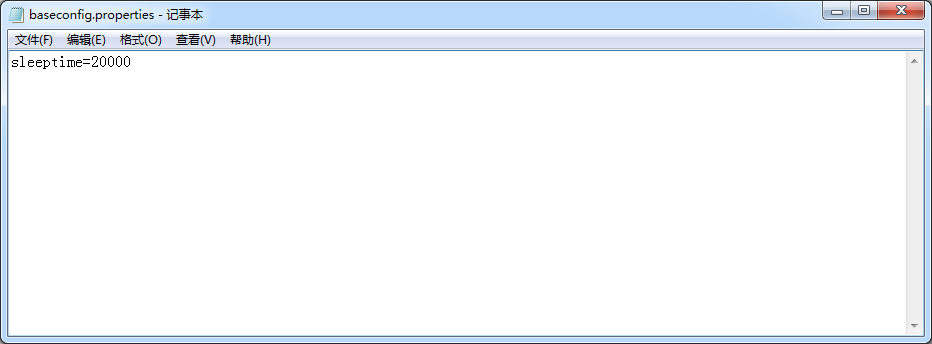 baseconfig.properties - 记事本
文件(F) 编辑(E) 格式(O) 查看(V) 帮助(H)
sleeptime=20000